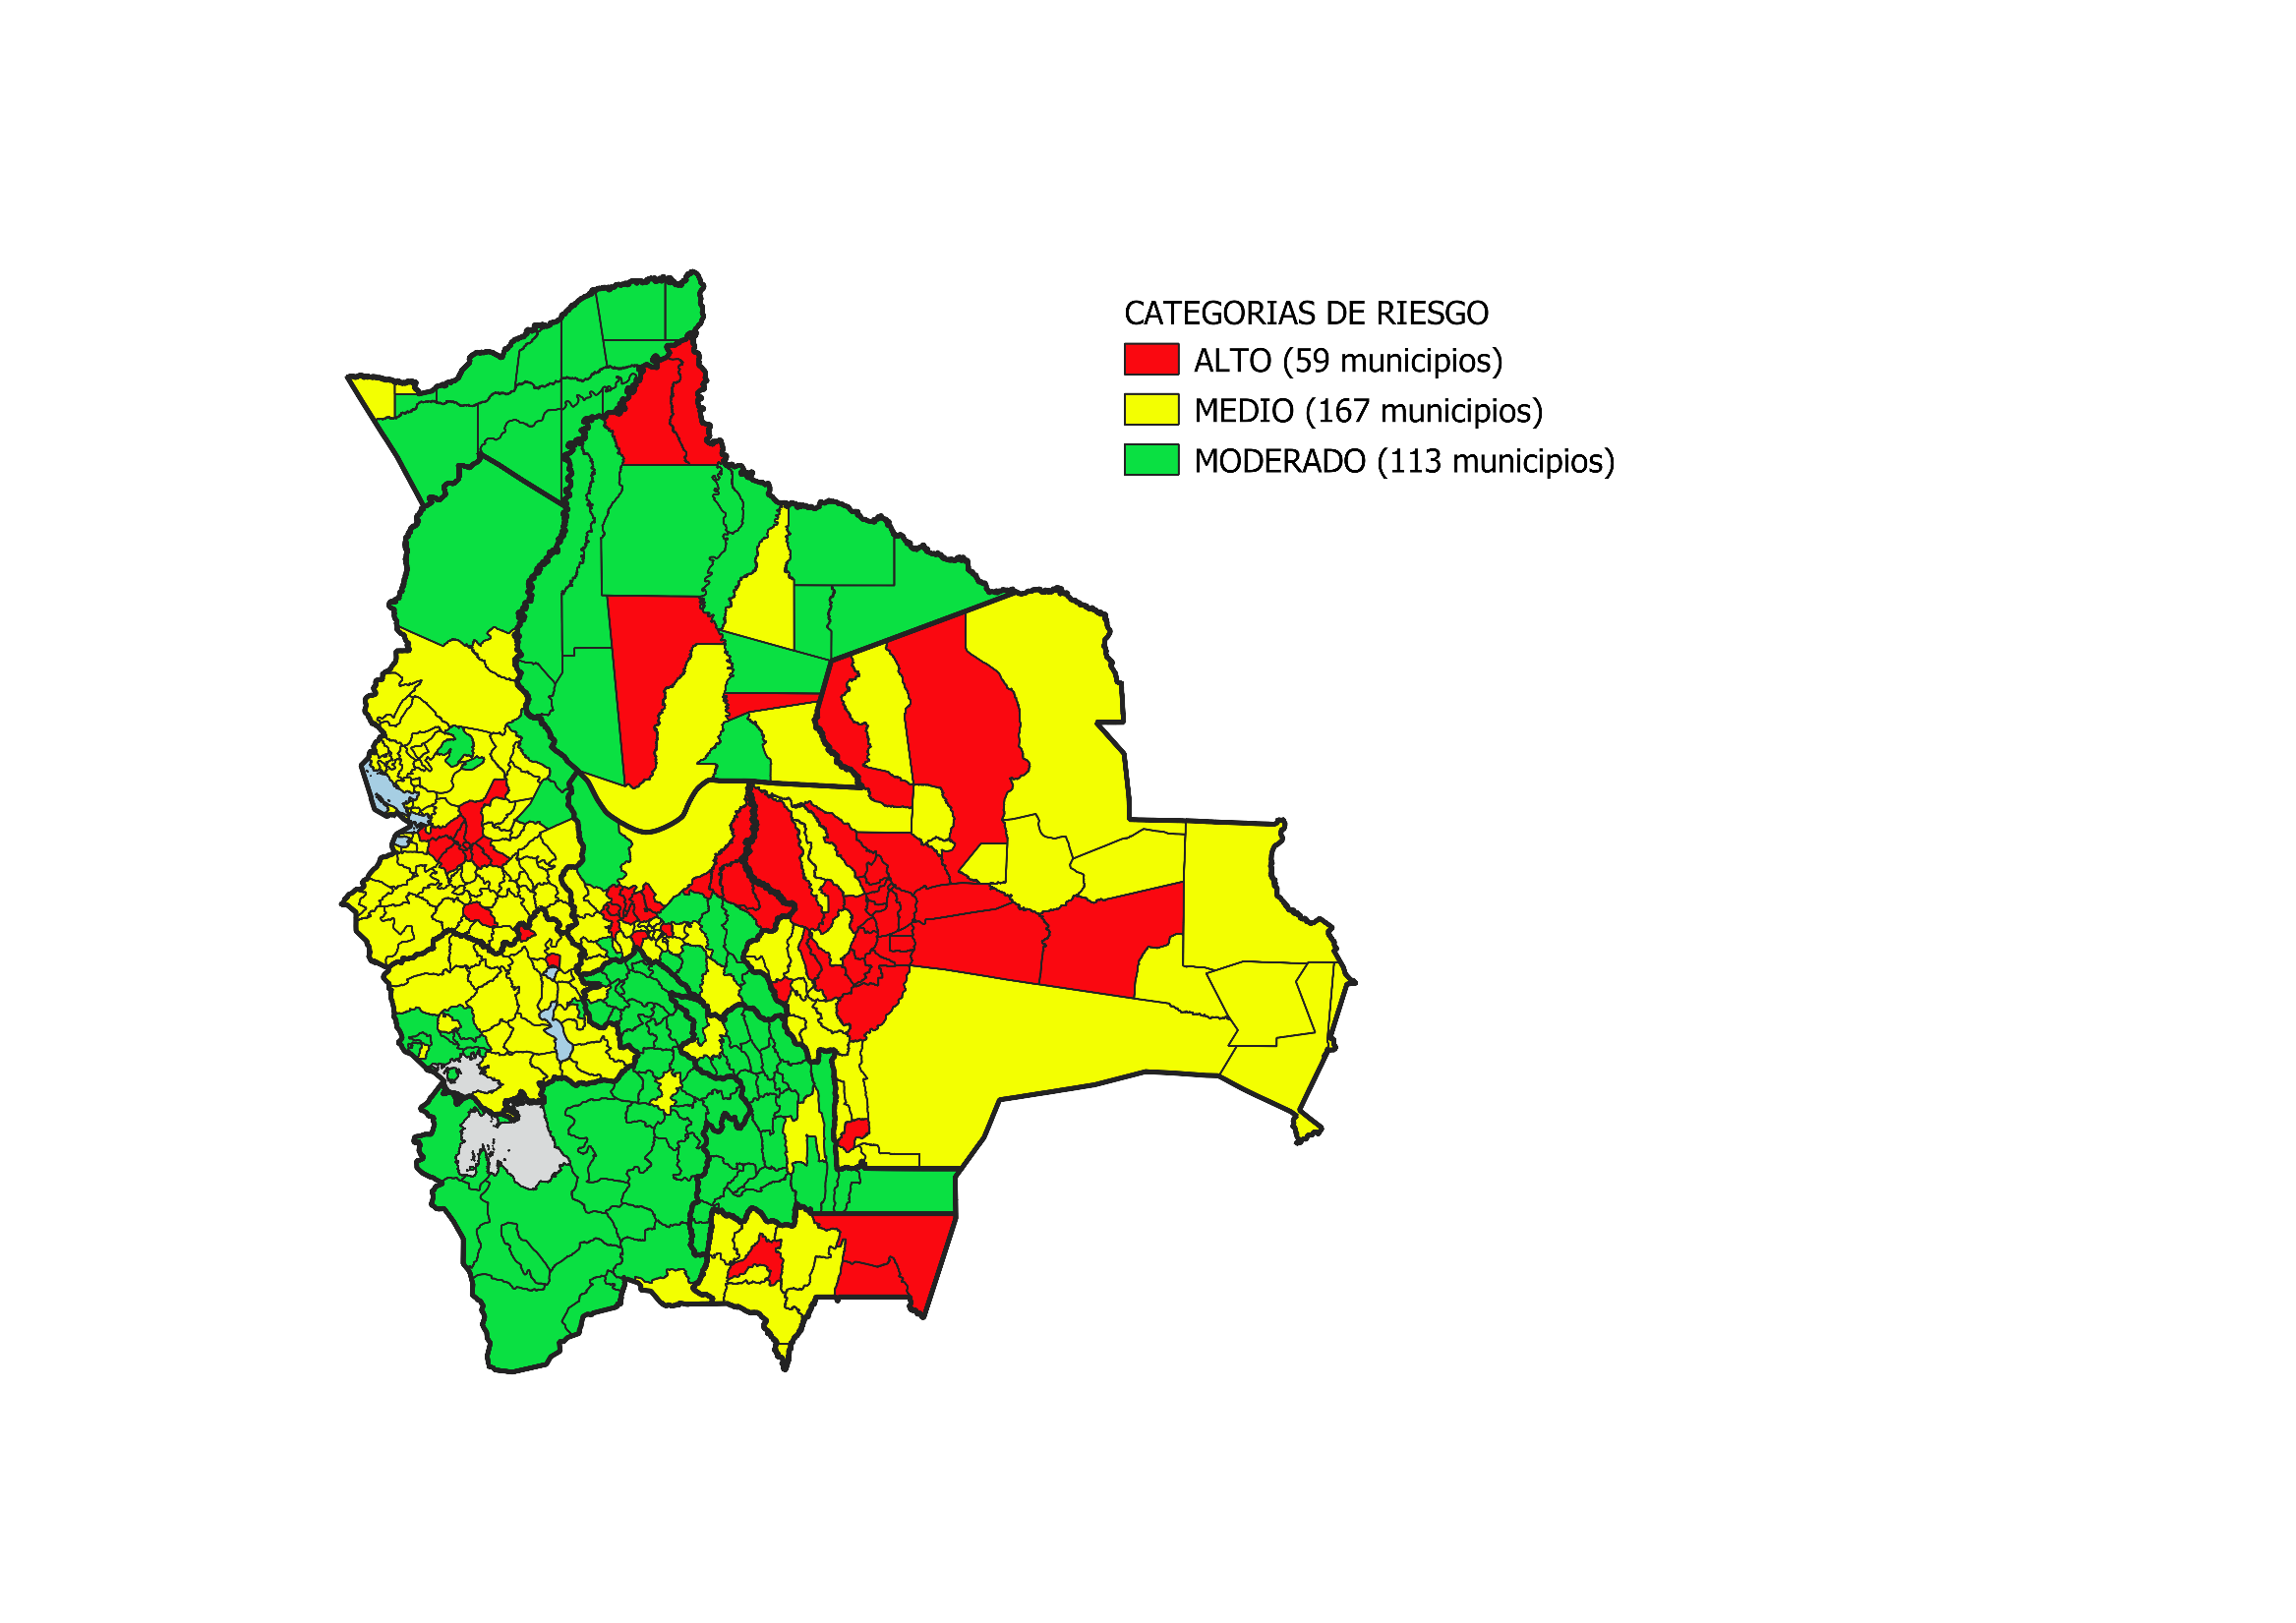 CATEGORIAS DE RIESGO
ALTO (59 municipios)
MEDIO (167 municipios)
MODERADO (113 municipios)